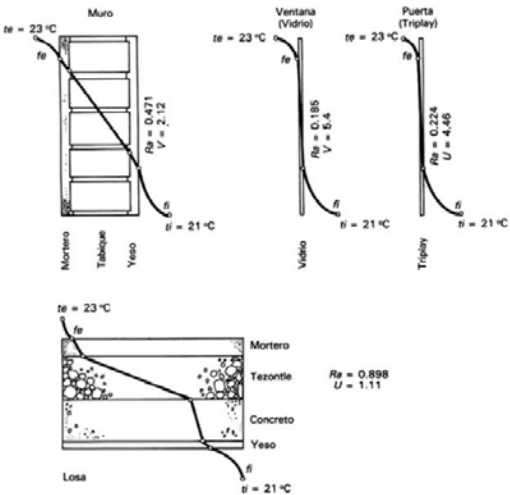 Muro
te = 23 °C
fe
Ra = 0.471
V = 2.12
fi
ti = 21 °C
Mortero
Tabique
Yeso
Ventana
(Vidrio)
te = 23 °C
fe
Ra = 0.185
V = 5.4
fi
ti = 21 °C
Vidrio
Puerta
(Triplay)
te = 23 °C
fe
Ra = 0.224
U = 4.46
fi
ti = 21 °C
Triplay
te = 23 °C
fe
Mortero
Tezontle
Concreto
Yeso
Ra = 0.898
U = 1.11
fi
ti = 21 °C
Losa